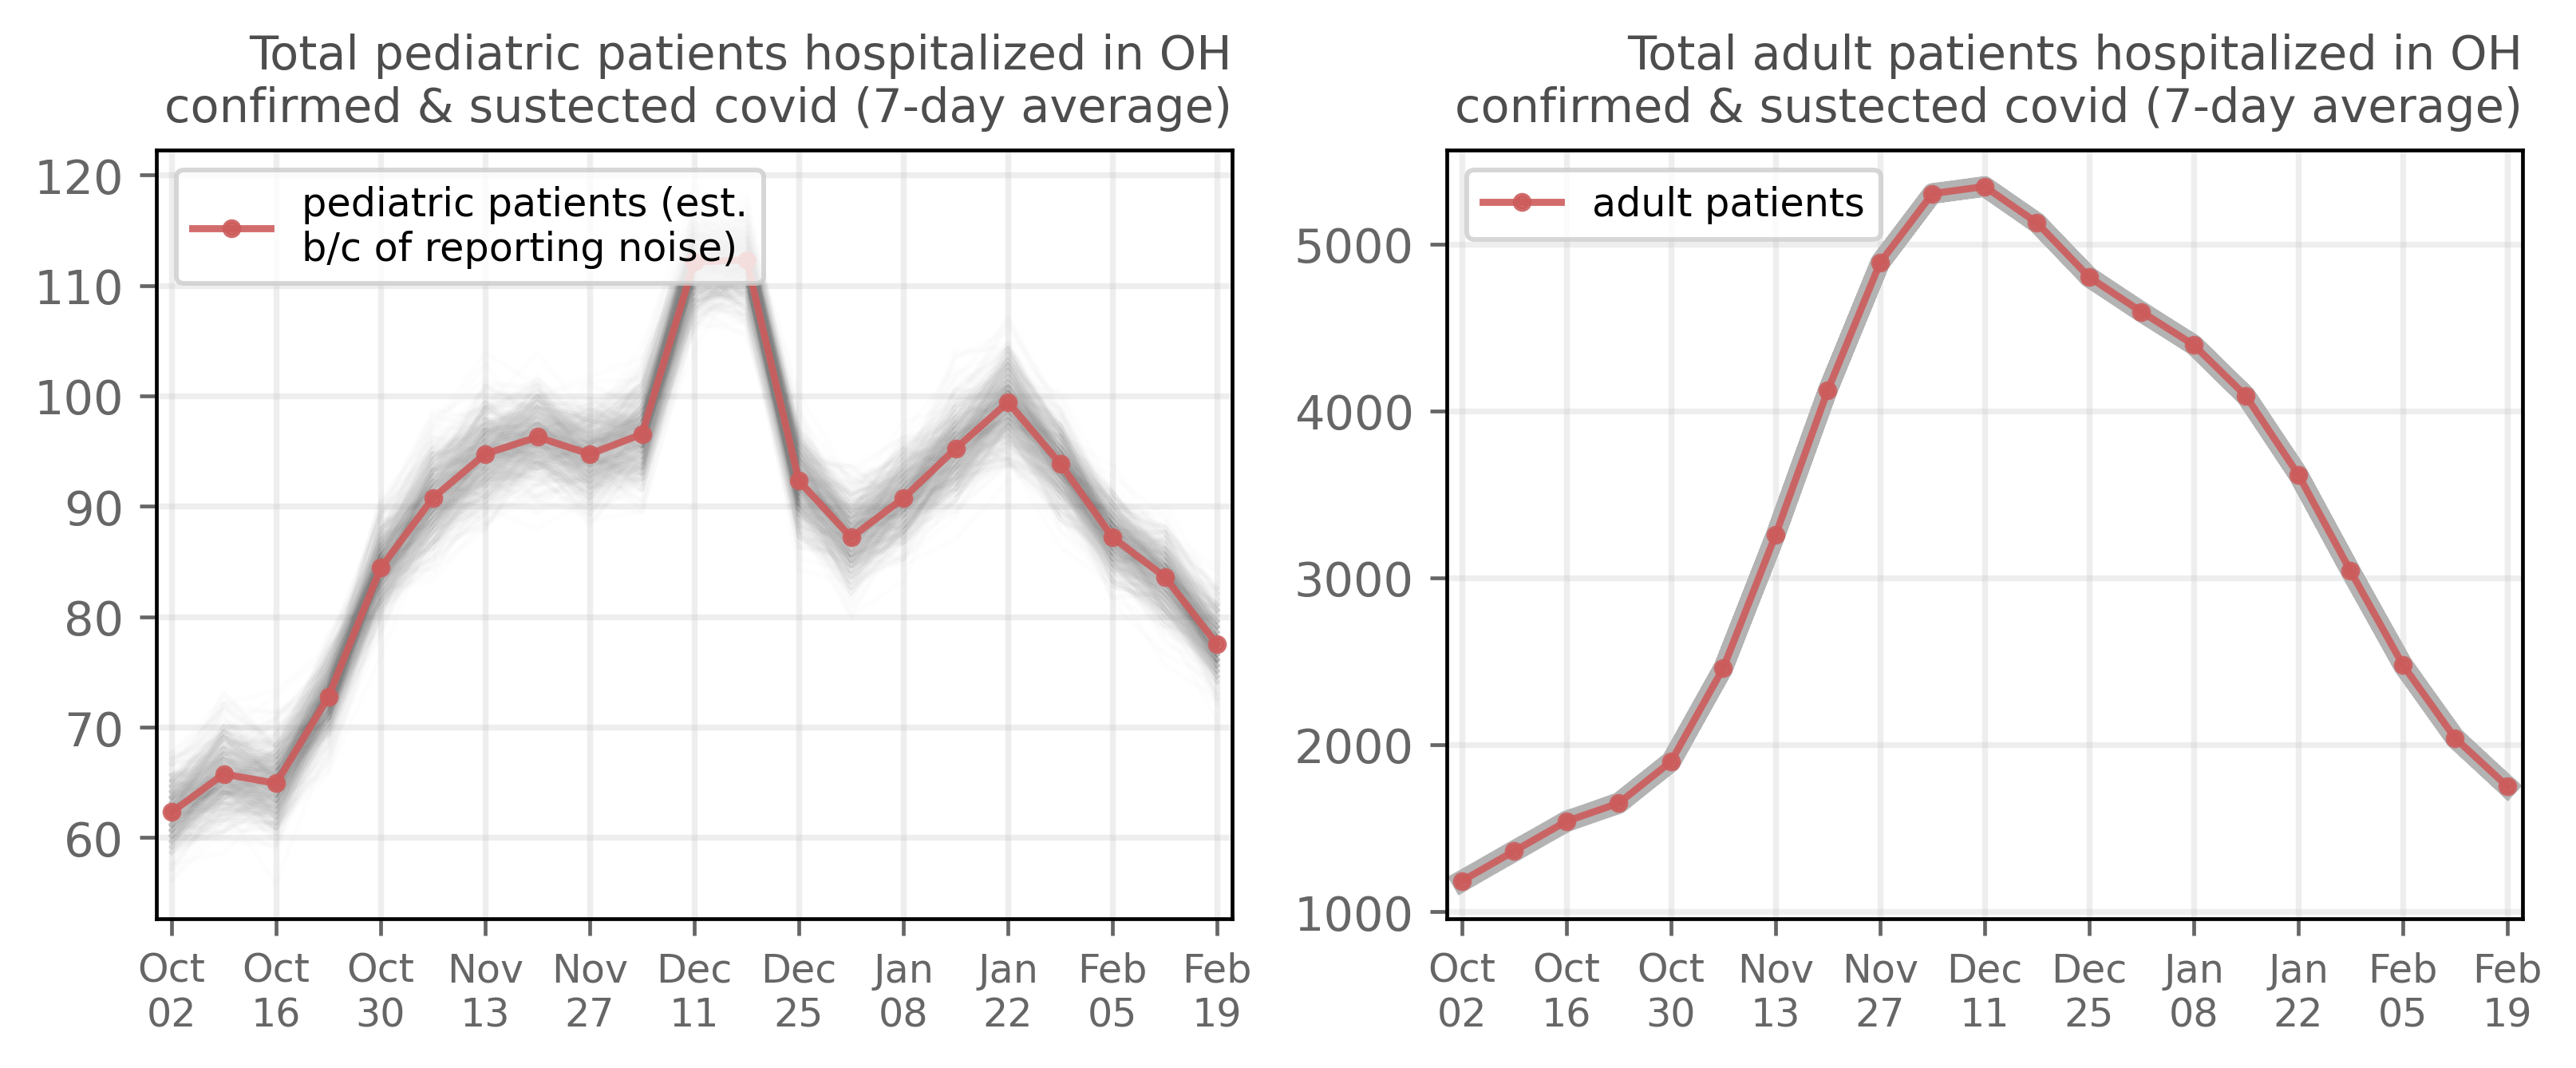 Total pediatric patients hospitalized in OH
confirmed & sustected covid (7-day average)
120
110
100
90
80
70
60
pediatric patients (est.
b/c of reporting noise)
Oct Oct Oct Nov Nov Dec Dec Jan Jan Feb Feb
02 16 30 13 27 11 25 08 22 05 19
Total adult patients hospitalized in OH
confirmed & sustected covid (7-day average)
5000
4000
3000
2000
1000
adult patients
Oct Oct Oct Nov Nov Dec Dec Jan Jan Feb Feb
02 16 30 13 27 11 25 08 22 05 19